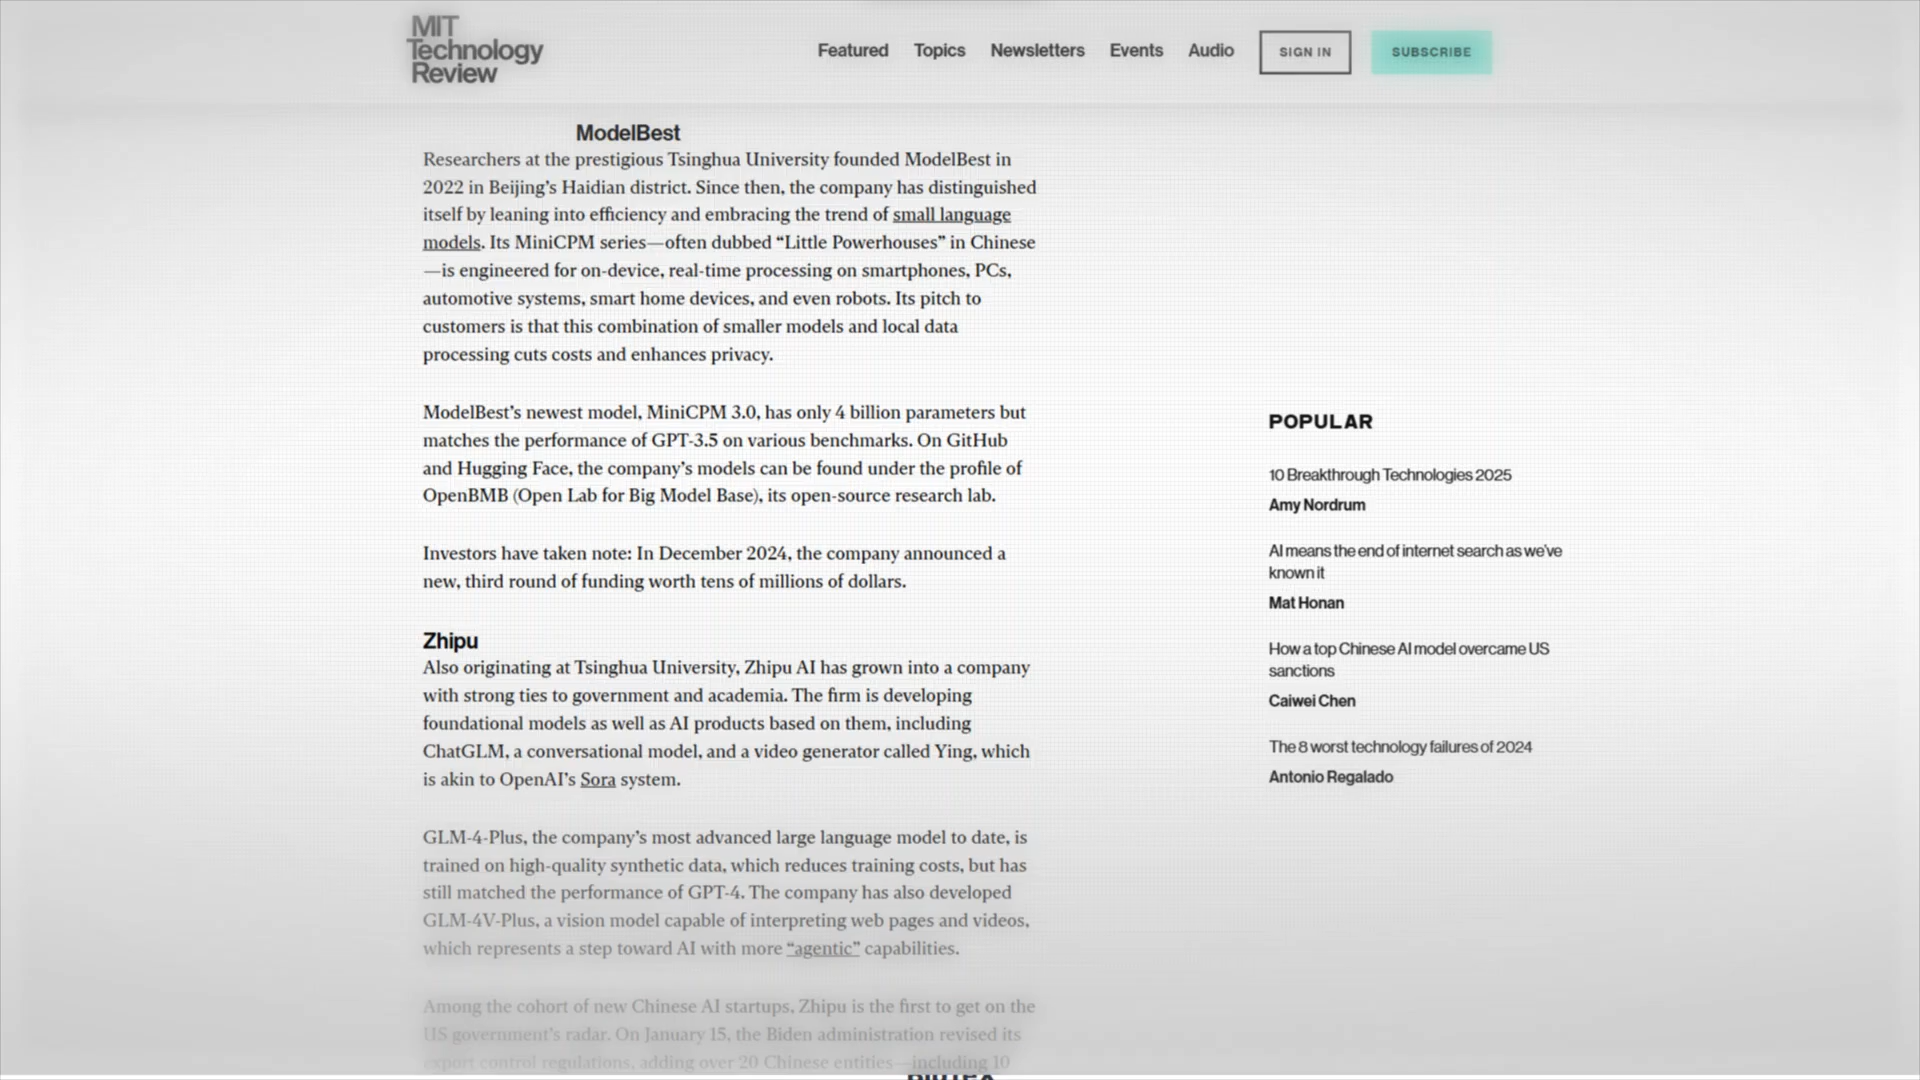 MIT
Technology
Review
Featured Topics Newsletters Events Audio SIGN IN SUBSCRIBE
ModelBest
Researchers at the prestigious Tsinghua University founded ModelBest in
2022 in Beijing’s Haidian district. Since then, the company has distinguished
itself by leaning into efficiency and embracing the trend of small language
models. Its MiniCPM series—often dubbed “Little Powerhouses” in Chinese
—is engineered for on-device, real-time processing on smartphones, PCs,
automotive systems, smart home devices, and even robots. Its pitch to
customers is that this combination of smaller models and local data
processing cuts costs and enhances privacy.
ModelBest’s newest model, MiniCPM 3.0, has only 4 billion parameters but
matches the performance of GPT-3.5 on various benchmarks. On GitHub
and Hugging Face, the company’s models can be found under the profile of
OpenBMB (Open Lab for Big Model Base), its open-source research lab.
Investors have taken note: In December 2024, the company announced a
new, third round of funding worth tens of millions of dollars.
Zhipu
Also originating at Tsinghua University, Zhipu AI has grown into a company
with strong ties to government and academia. The firm is developing
foundational models as well as AI products based on them, including
ChatGLM, a conversational model, and a video generator called Ying, which
is akin to OpenAI’s Sora system.
GLM-4-Plus, the company’s most advanced large language model to date, is
trained on high-quality synthetic data, which reduces training costs, but has
still matched the performance of GPT-4. The company has also developed
GLM-4V-Plus, a vision model capable of interpreting web pages and videos,
which represents a step toward AI with more “agentic” capabilities.
Among the cohort of new Chinese AI startups, Zhipu is the first to get on the
US government’s radar. On January 15, the Biden administration revised its
export control regulations, adding over 20 Chinese entities—including 10
POPULAR
10 Breakthrough Technologies 2025
Amy Nordrum
AI means the end of internet search as we’ve
known it
Mat Honan
How a top Chinese AI model overcame US
sanctions
Caiwei Chen
The 8 worst technology failures of 2024
Antonio Regalado